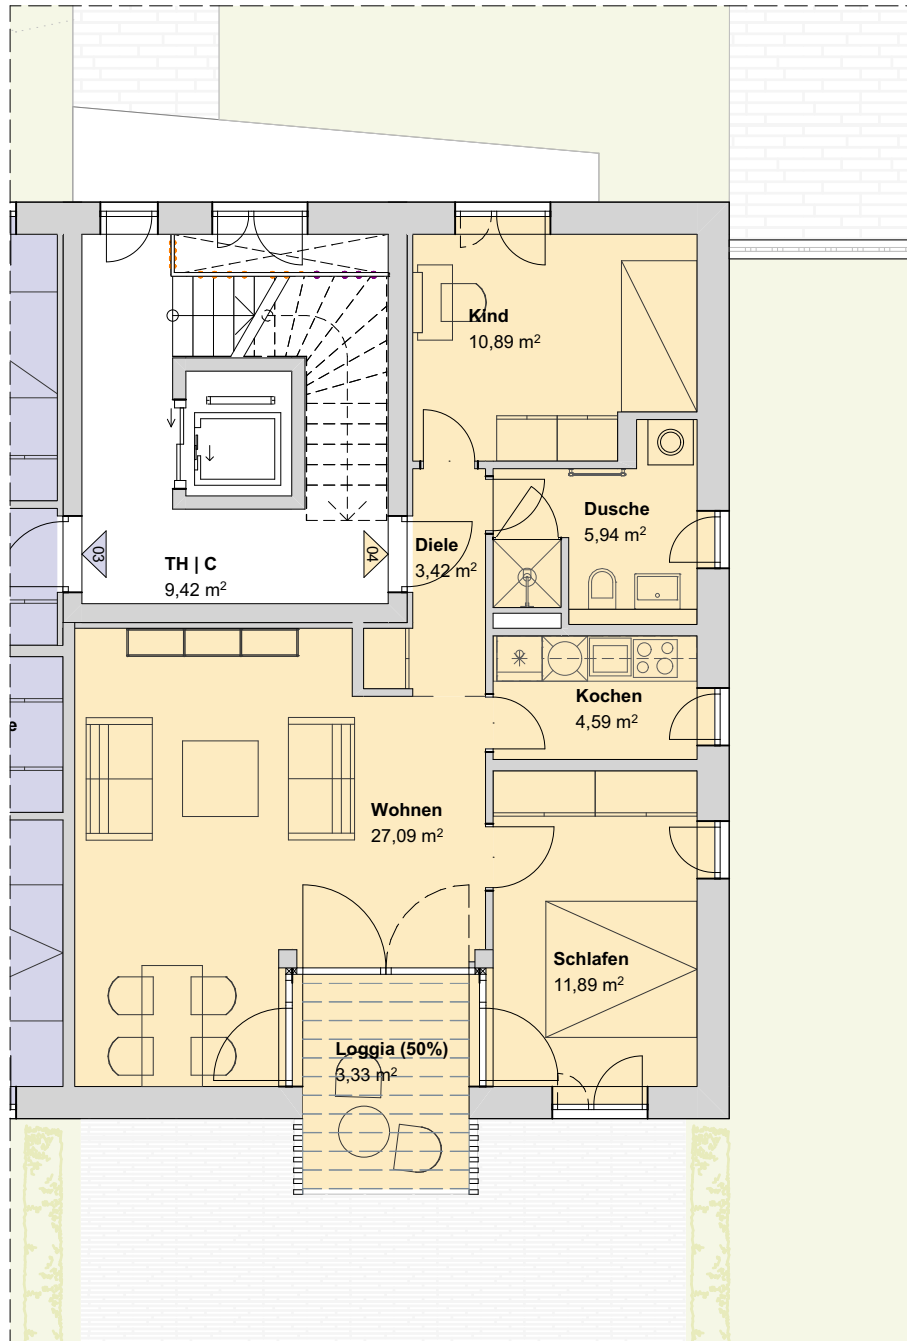 Kind
10,89 m²
Dusche
5,94 m²
Diele
3,42 m²
03
04
TH | C
9,42 m²
Kochen
4,59 m²
e
Wohnen
27,09 m²
Schlafen
11,89 m²
Loggia (50%)
3,33 m²